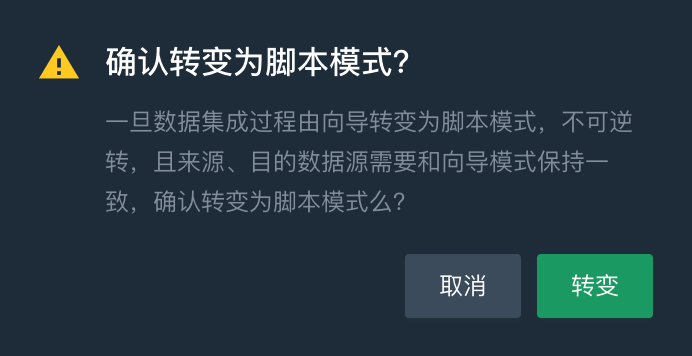 确认转变为脚本模式？
一旦数据集成过程由向导转变为脚本模式，不可逆
转，且来源、目的数据源需要和向导模式保持一
致，确认转变为脚本模式么？
取消
转变